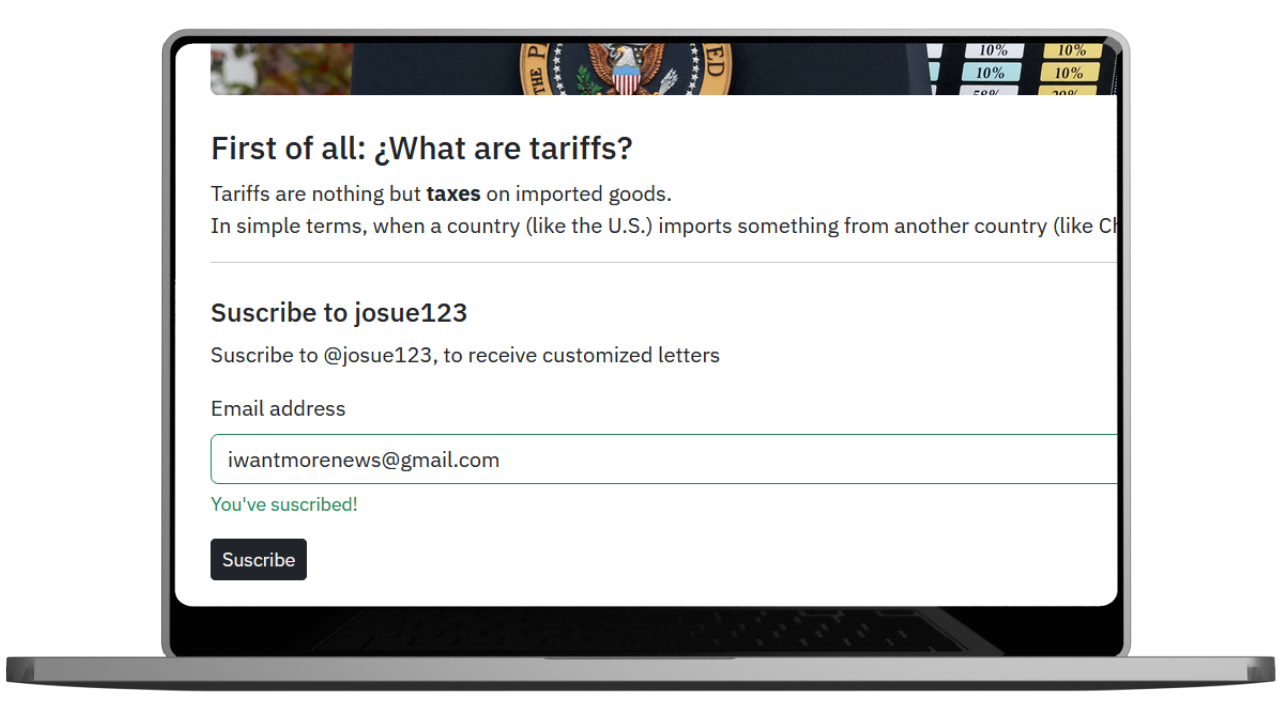 THE P
ED
10% 10%
10% 10%
58% 20%
First of all: ¿What are tariffs?
Tariffs are nothing but taxes on imported goods.
In simple terms, when a country (like the U.S.) imports something from another country (like Ch
Suscribe to josue123
Suscribe to @josue123, to receive customized letters
Email address
iwantmorenews@gmail.com
You've suscribed!
Suscribe